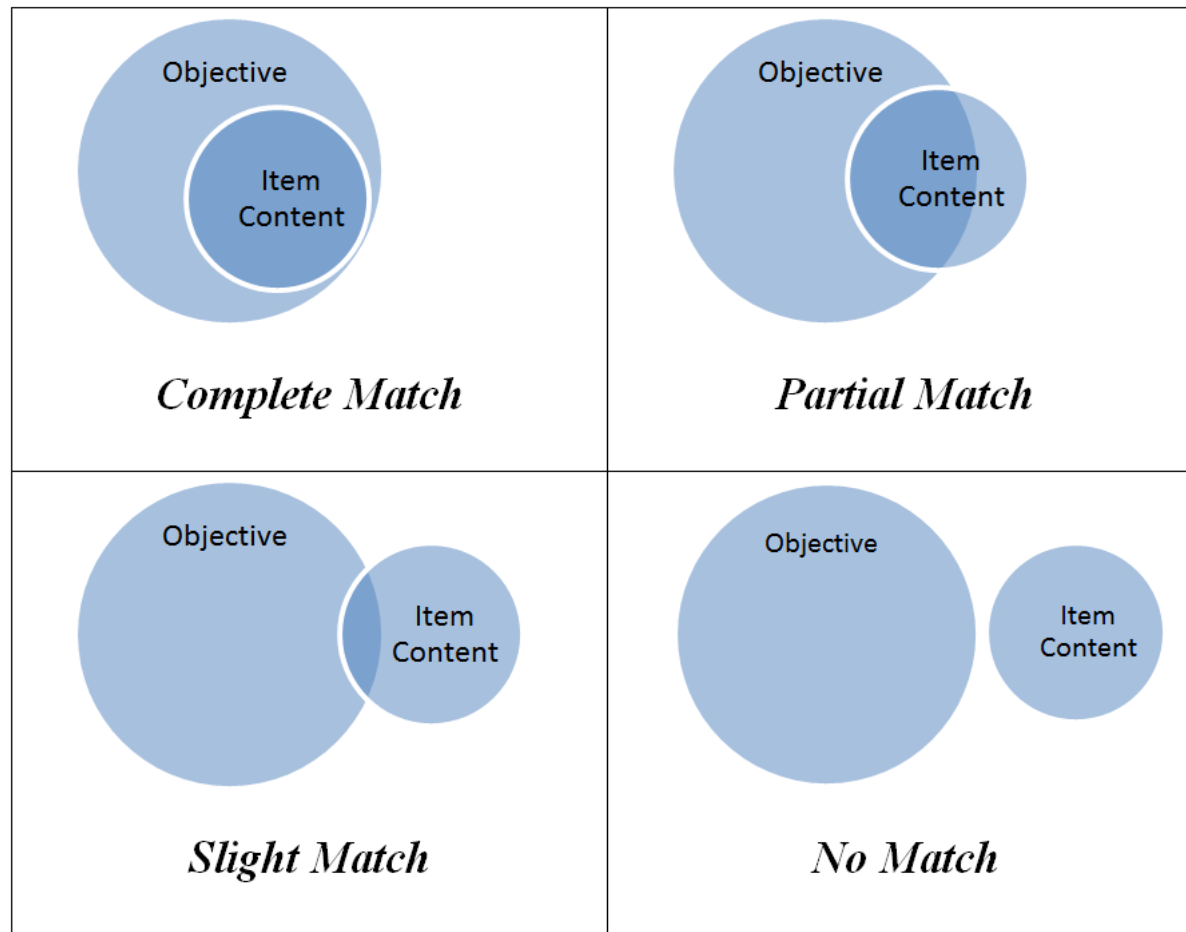 Objective
Item
Content
Complete Match
Objective
Item
Content
Partial Match
Objective
Item
Content
Slight Match
Objective
Item
Content
No Match